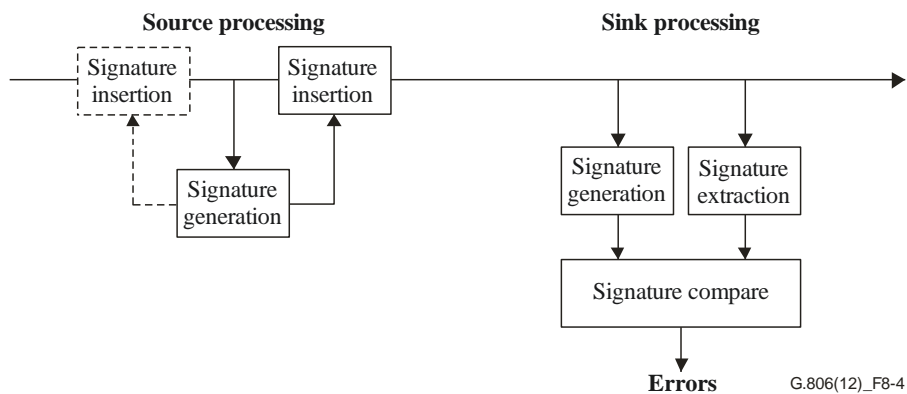 Source processing
Sink processing
Signature
insertion
Signature
insertion
Signature
generation
Signature
generation
Signature
extraction
Signature compare
Errors
G.806(12)_F8-4